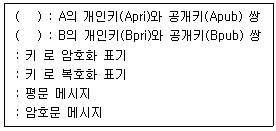 (    ) : A의 개인키(Apri)와 공개키(Apub) 쌍
(    ) : B의 개인키(Bpri)와 공개키(Bpub) 쌍
: 키 로 암호화 표기
: 키 로 복호화 표기
: 평문 메시지
: 암호문 메시지